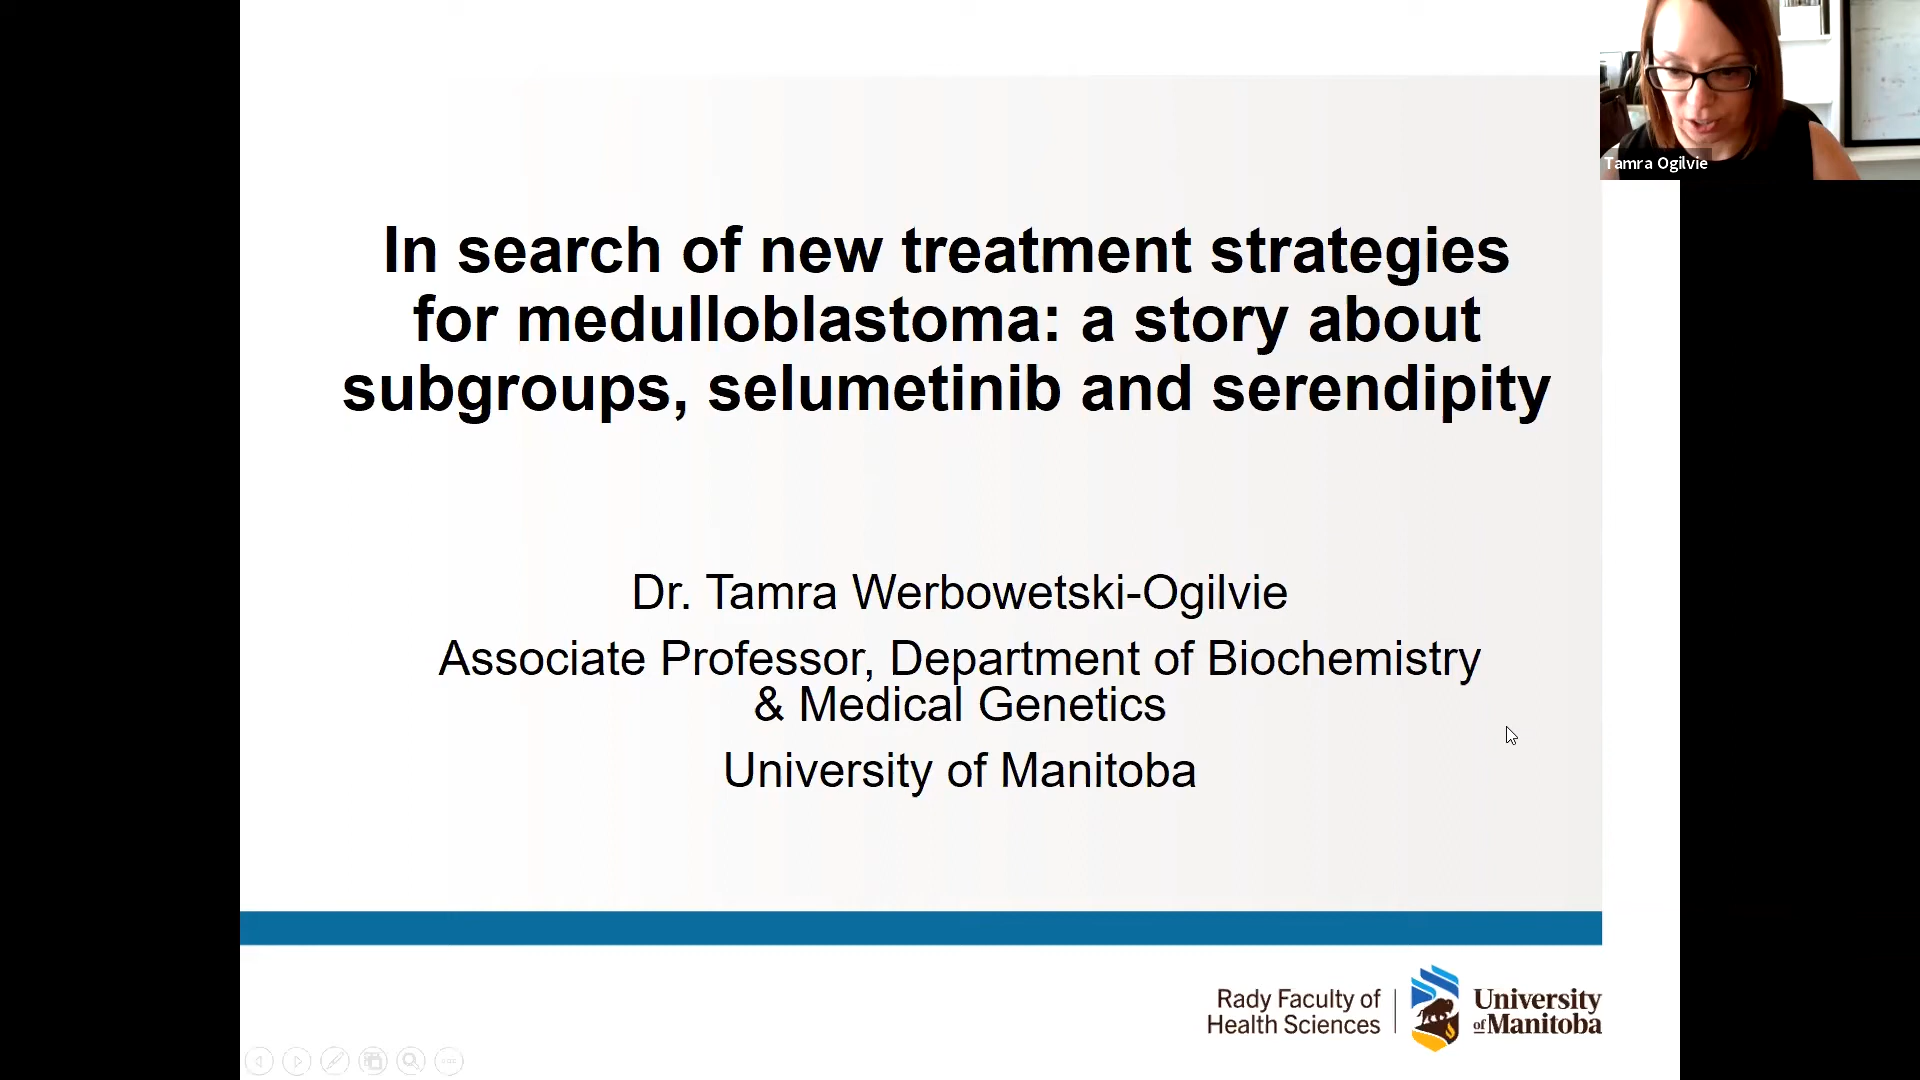 Tamra Ogilvie
In search of new treatment strategies
for medulloblastoma: a story about
subgroups, selumetinib and serendipity
Dr. Tamra Werbowetski-Ogilvie
Associate Professor, Department of Biochemistry
& Medical Genetics
University of Manitoba
Rady Faculty of
Health Sciences
University
of Manitoba